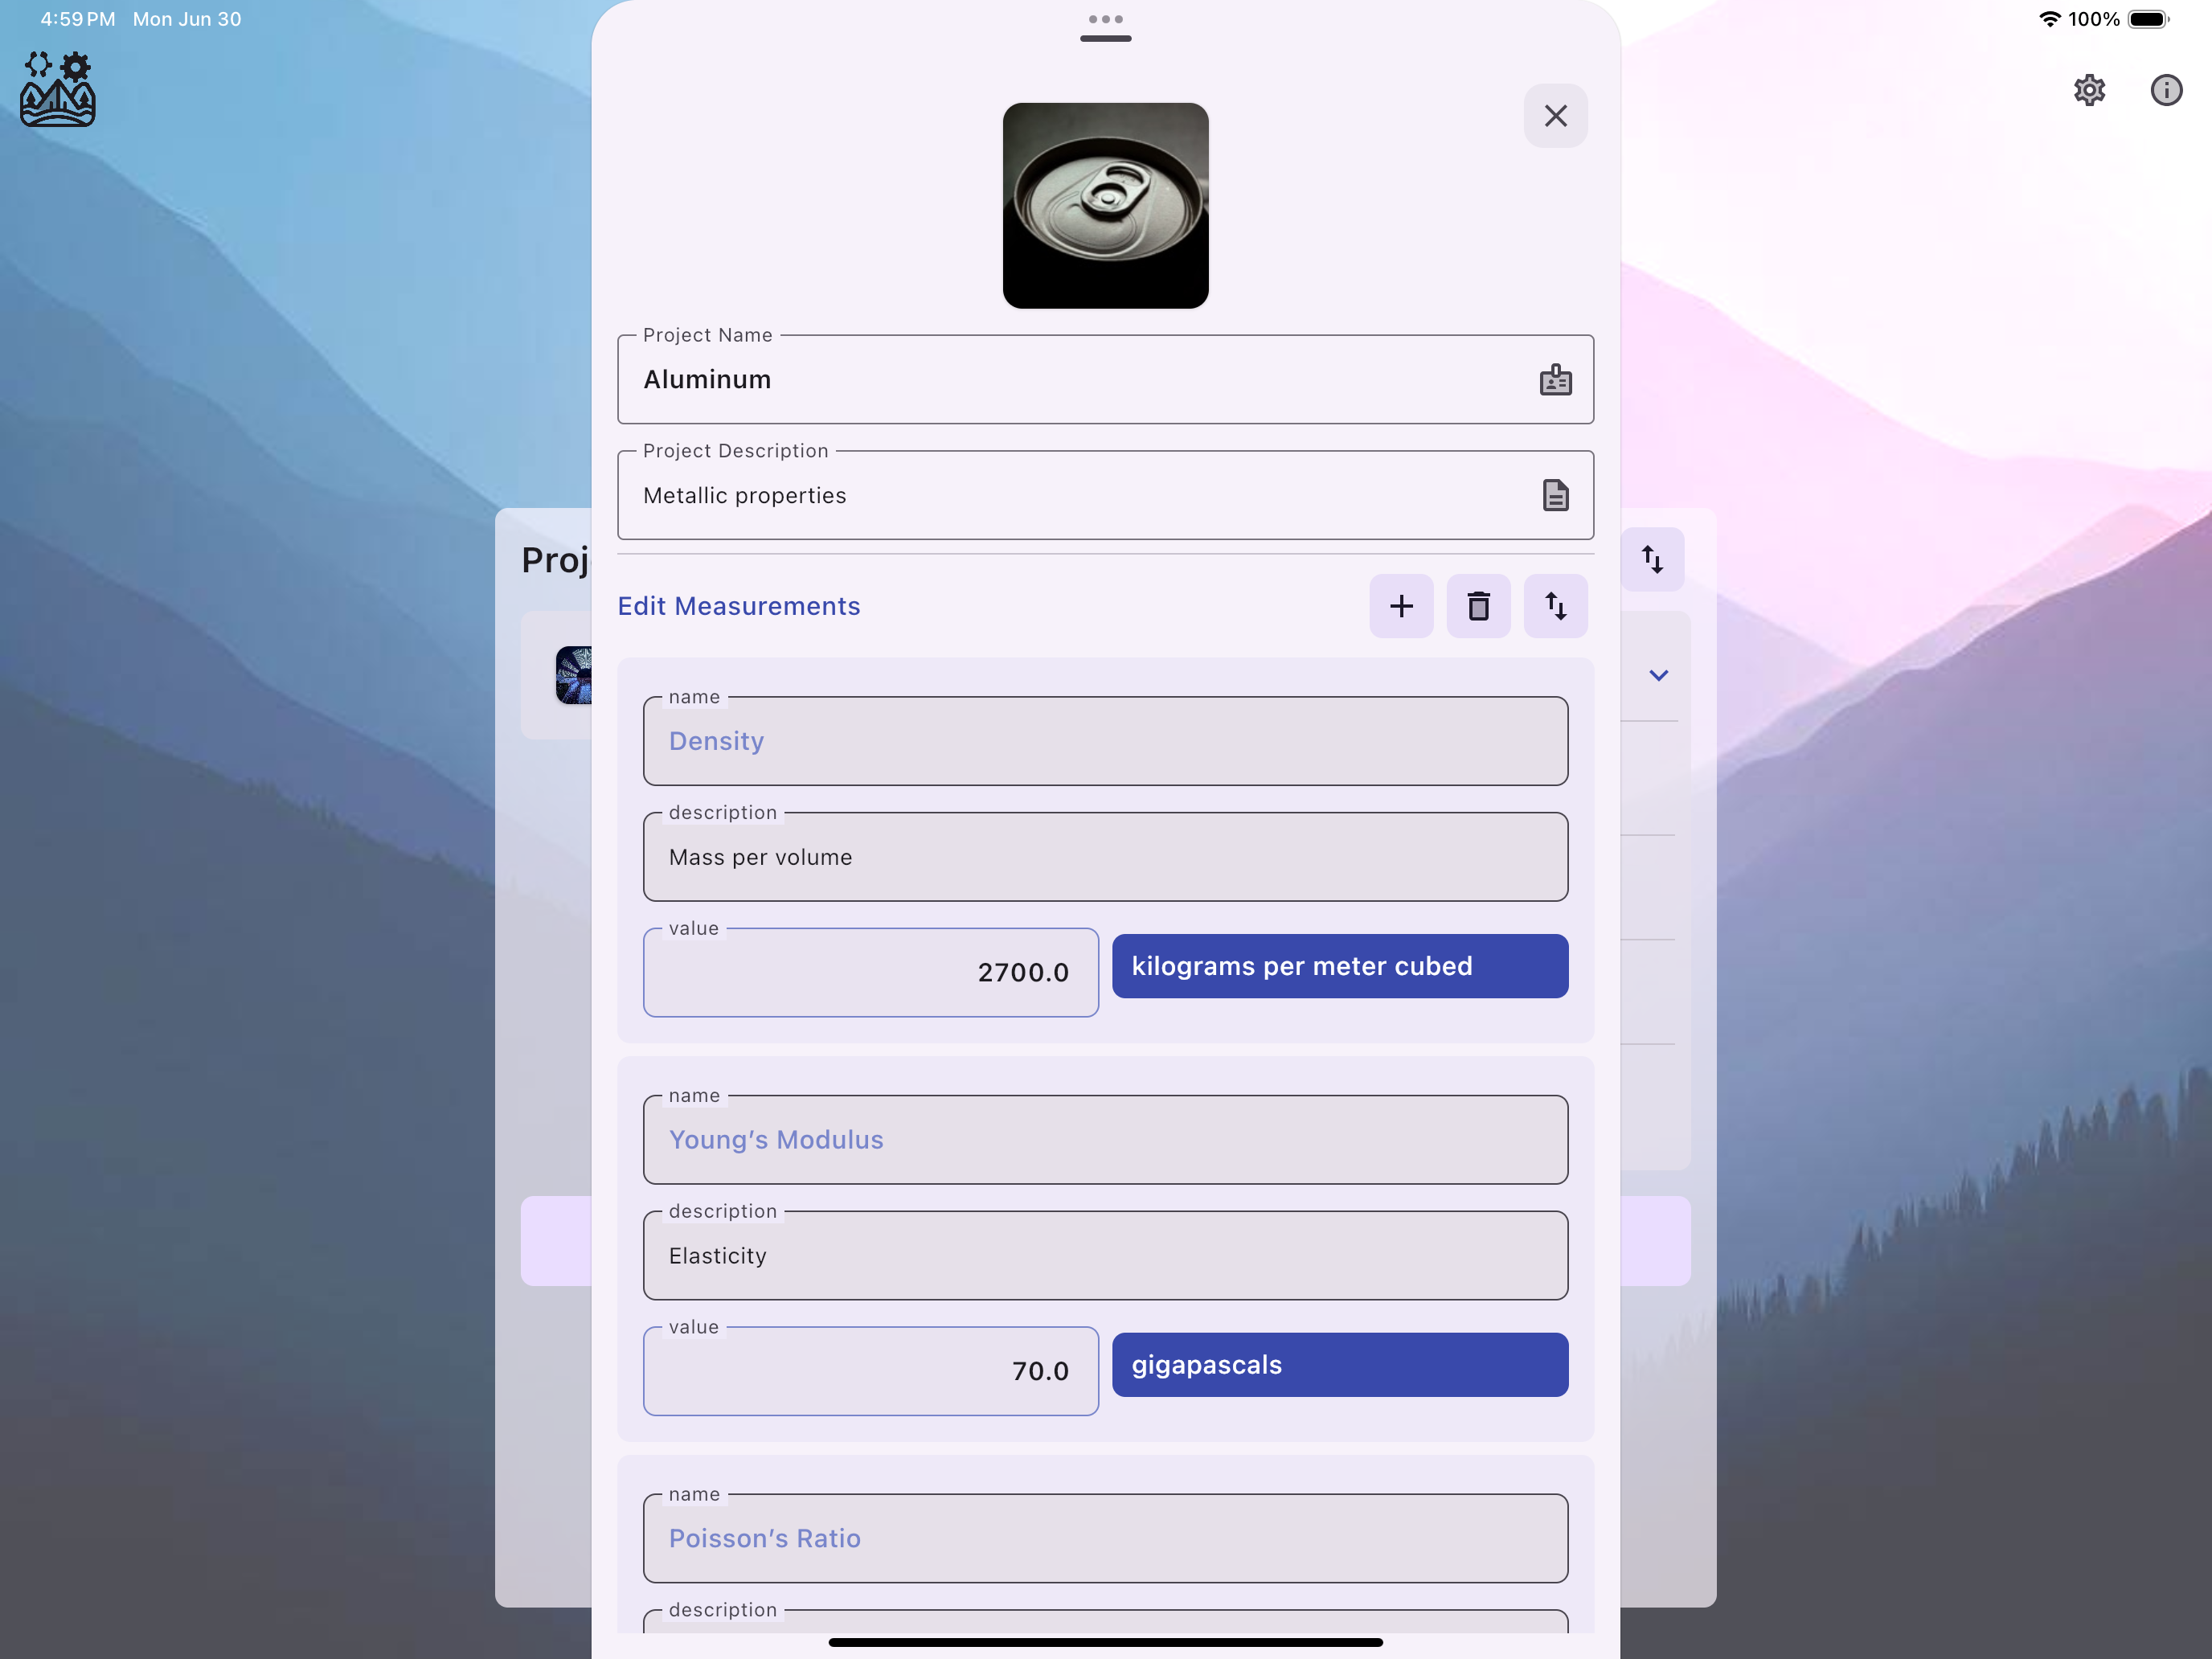 4:59 PM Mon Jun 30
100%
Project Name
Aluminum
Project Description
Metallic properties
Proj
Edit Measurements
name
Density
description
Mass per volume
value
2700.0
kilograms per meter cubed
name
Young’s Modulus
description
Elasticity
value
70.0
gigapascals
name
Poisson’s Ratio
description